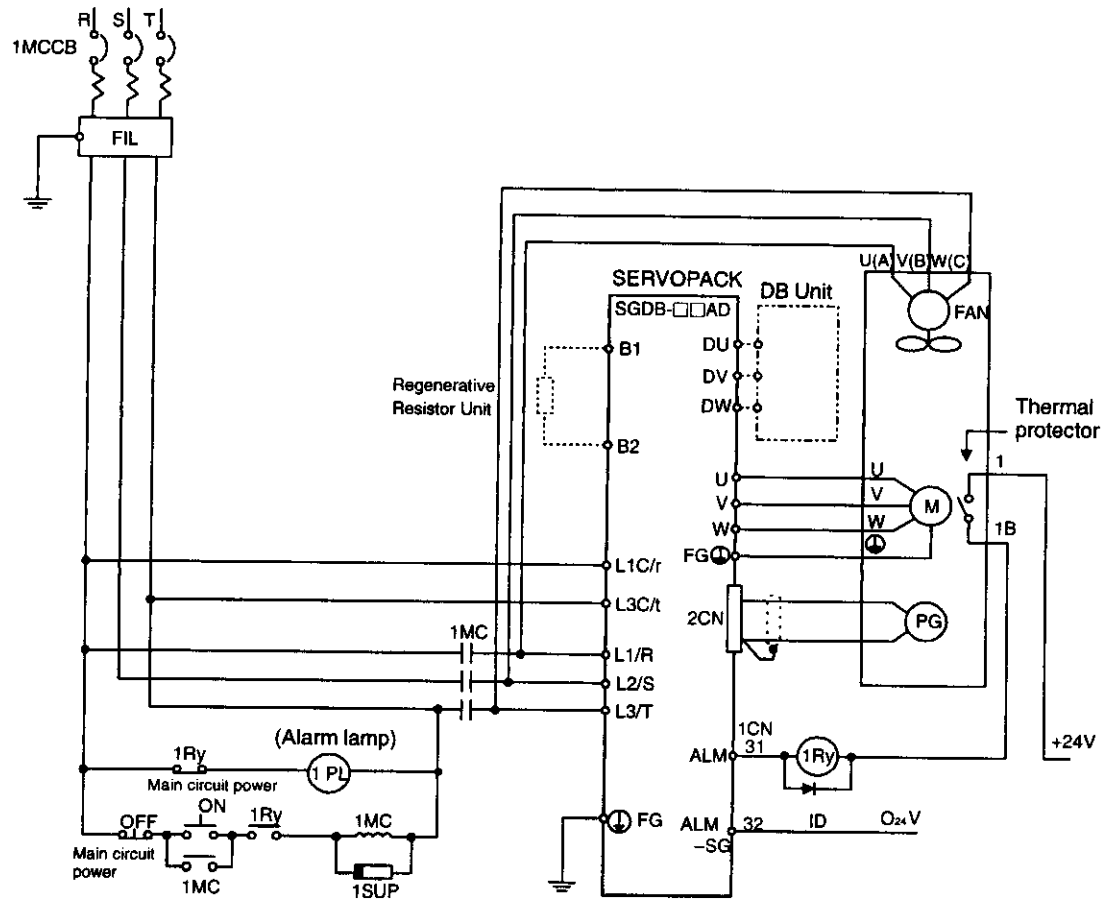 R S T
1MCCB
FIL
U(A) V(B) W(C)
SERVOPACK
DB Unit
SGDB-□□AD
FAN
B1
DU
DV
Regenerative
Resistor Unit
DW
Thermal
protector
B2
1
U
U
V
V
M
W
W
1B
FG
L1C/r
L3C/t
2CN
PG
1MC
L1/R
L2/S
L3/T
(Alarm lamp)
1CN
+24V
1Ry
1 PL
ALM
31
1Ry
Main circuit power
ON
OFF
1Ry
1MC
FG
ALM
-SG
32
1D
O24V
Main circuit
power
1MC
1SUP